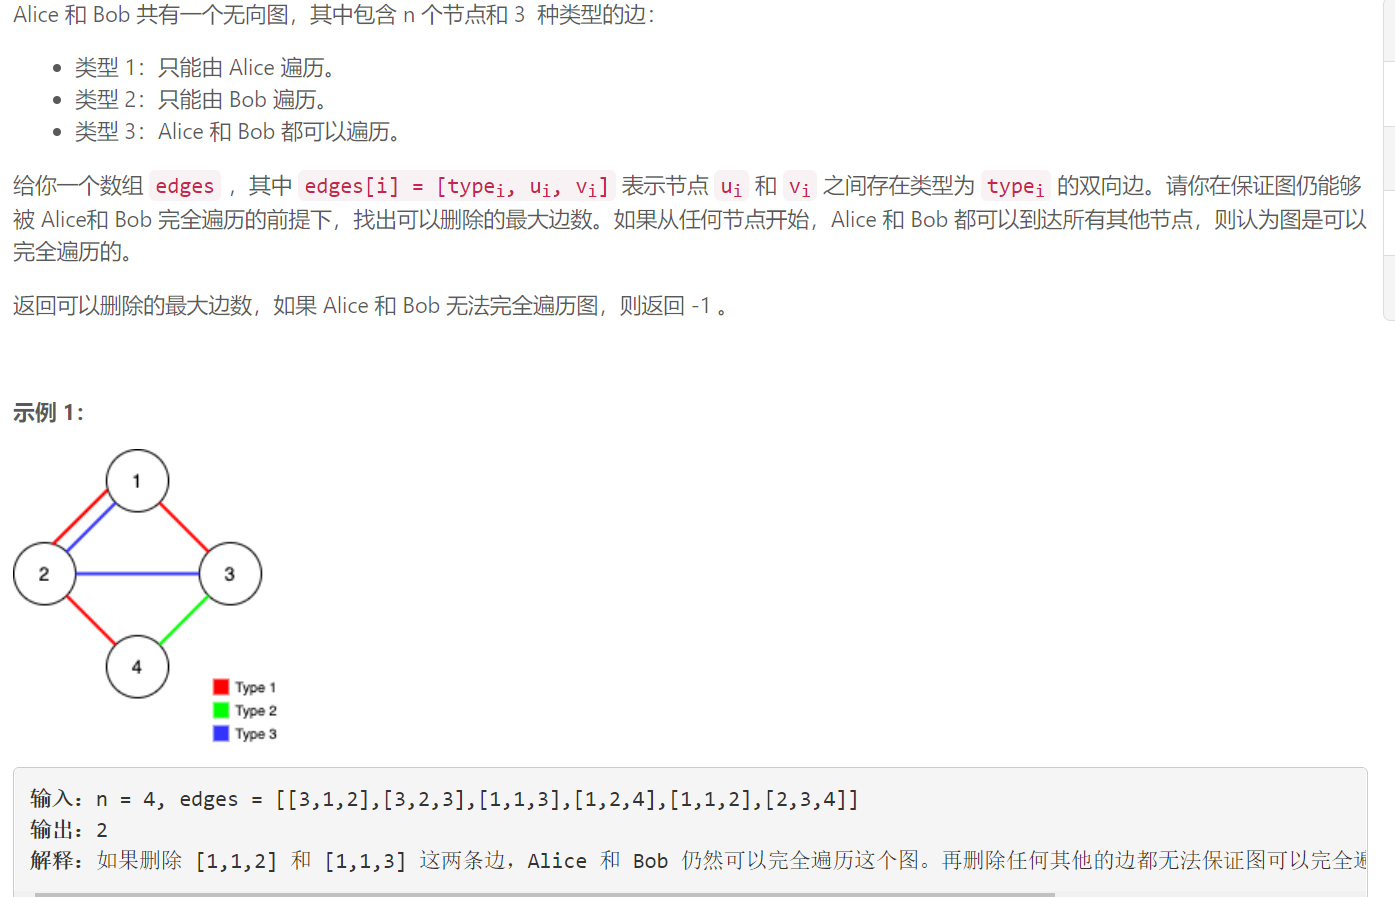 Alice 和 Bob 共有一个无向图，其中包含 n 个节点和 3 种类型的边：
• 类型 1：只能由 Alice 遍历。
• 类型 2：只能由 Bob 遍历。
• 类型 3：Alice 和 Bob 都可以遍历。
给你一个数组 edges ，其中 edges[i] = [typeᵢ, uᵢ, vᵢ] 表示节点 uᵢ 和 vᵢ 之间存在类型为 typeᵢ 的双向边。请你在保证图仍能够
被 Alice和 Bob 完全遍历的前提下，找出可以删除的最大边数。如果从任何节点开始，Alice 和 Bob 都可以到达所有其他节点，则认为图是可以
完全遍历的。
返回可以删除的最大边数，如果 Alice 和 Bob 无法完全遍历图，则返回 -1 。
示例 1：
1
2
3
4
Type 1
Type 2
Type 3
输入：n = 4, edges = [[3,1,2],[3,2,3],[1,1,3],[1,2,4],[1,1,2],[2,3,4]]
输出：2
解释：如果删除 [1,1,2] 和 [1,1,3] 这两条边，Alice 和 Bob 仍然可以完全遍历这个图。再删除任何其他的边都无法保证图可以完全遍